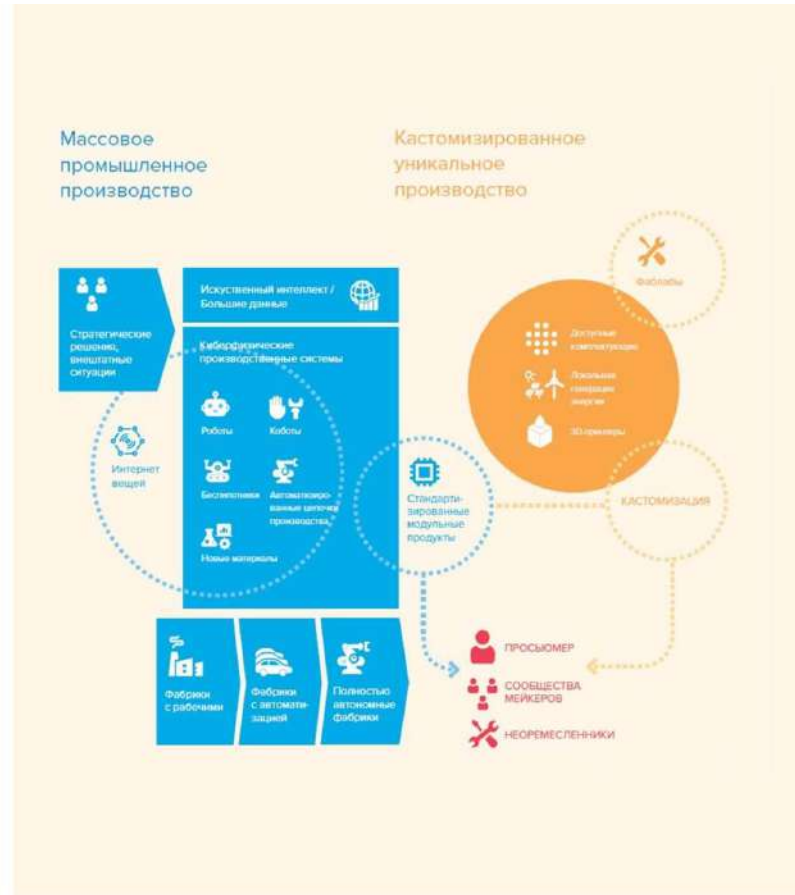 Массовое
промышленное
производство
Кастомизированное
уникальное
производство
Фаблабы
Стратегические
решения,
внештатные
ситуации
Искуственный интеллект /
Большие данные
Киберфизические
производственные системы
Роботы
Коботы
Беспилотники
Автоматизиро-
ванные цепочки
производства
Новые материалы
Интернет
вещей
Доступные
комплектующие
Локальная
генерация
энергии
3D-принтеры
Стандарти-
зированные
модульные
продукты
КАСТОМИЗАЦИЯ
Фабрики
с рабочими
Фабрики
с автомати-
зацией
Полностью
автономные
фабрики
ПРОСЬЮМЕР
СООБЩЕСТВА
МЕЙКЕРОВ
НЕОРЕМЕСЛЕННИКИ